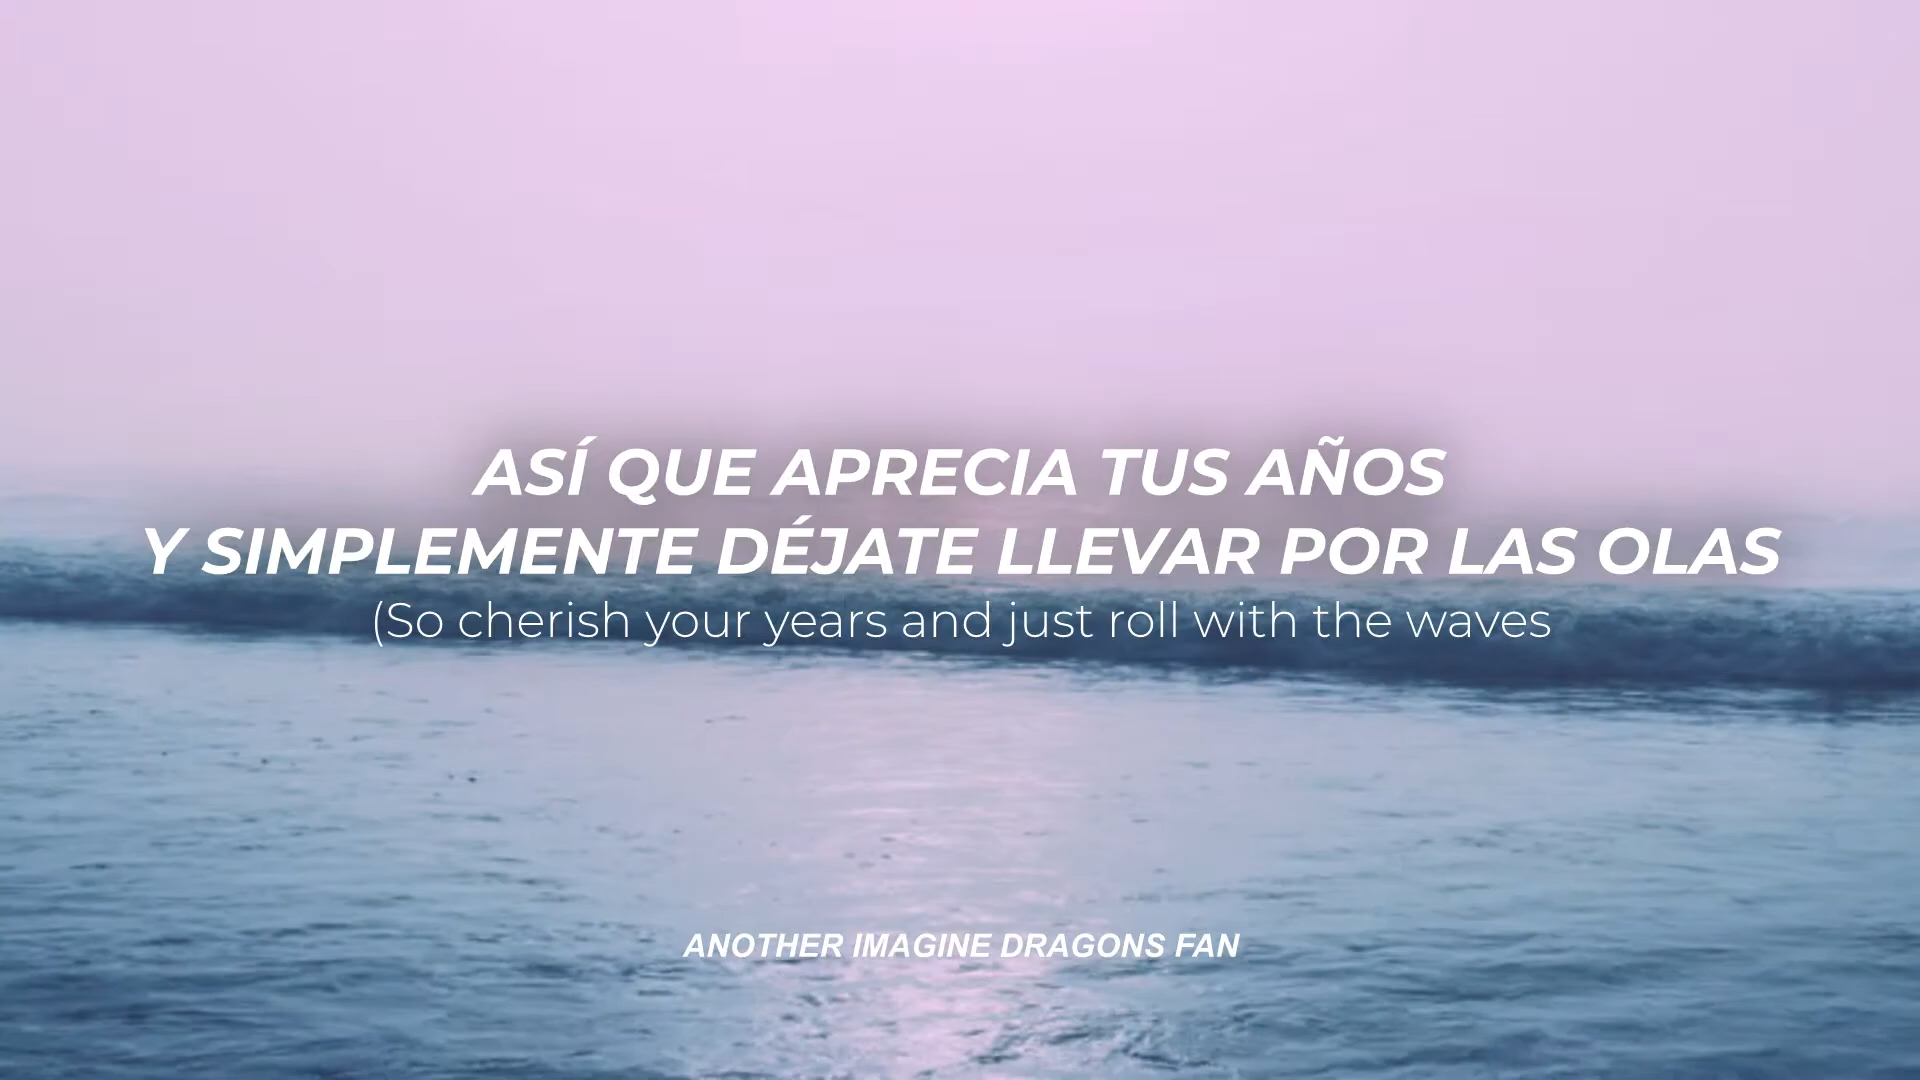 ASÍ QUE APRECIA TUS AÑOS
Y SIMPLEMENTE DÉJATE LLEVAR POR LAS OLAS
(So cherish your years and just roll with the waves
ANOTHER IMAGINE DRAGONS FAN